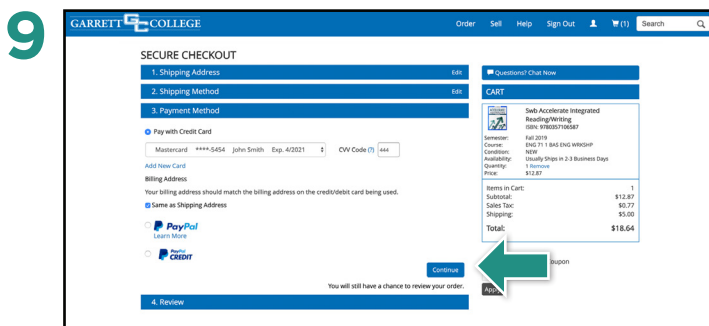 9
GARRETT GC COLLEGE
Order Sell Help Sign Out (1) Search
SECURE CHECKOUT
1. Shipping Address Edit
2. Shipping Method Edit
3. Payment Method
Pay with Credit Card
Mastercard ****-5454 John Smith Exp. 4/2021 CVV Code (?) 444
Add New Card
Billing Address
Your billing address should match the billing address on the credit/debit card being used.
Same as Shipping Address
PayPal
Learn More
PayPal CREDIT
Continue
You will still have a chance to review your order.
4. Review
Questions? Chat Now
CART
Swb Accelerate Integrated
Reading/Writing
ISBN: 9780357106587
Semester: Fall 2019
Course: ENG 71 1 BAS ENG WRKSHP
Condition: NEW
Availability: Usually Ships in 2-3 Business Days
Quantity: 1 Remove
Price: $12.87
Items in Cart: 1
Subtotal: $12.87
Sales Tax: $0.77
Shipping: $5.00
Total: $18.64
oupon